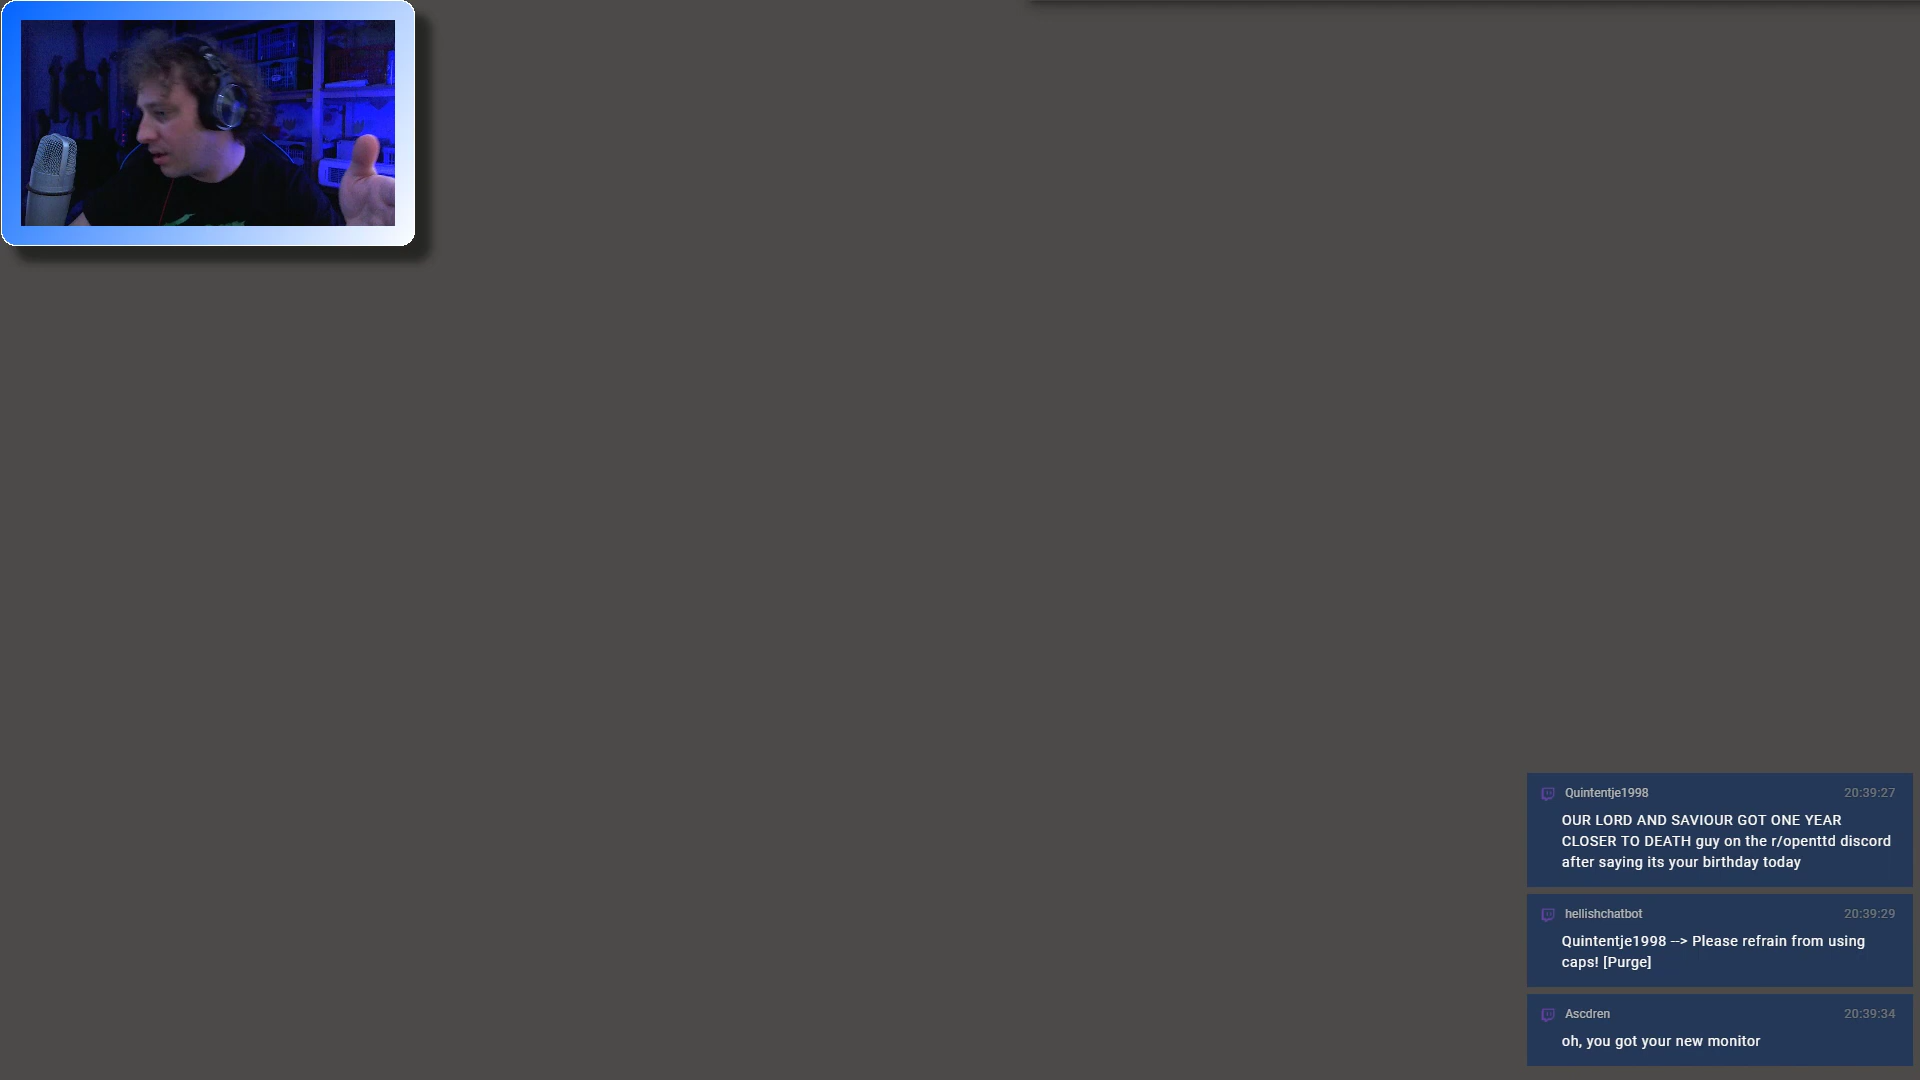 Quintentje1998 20:39:27
OUR LORD AND SAVIOUR GOT ONE YEAR
CLOSER TO DEATH guy on the r/openttd discord
after saying its your birthday today
hellishchatbot 20:39:29
Quintentje1998 --> Please refrain from using
caps! [Purge]
Ascdren 20:39:34
oh, you got your new monitor